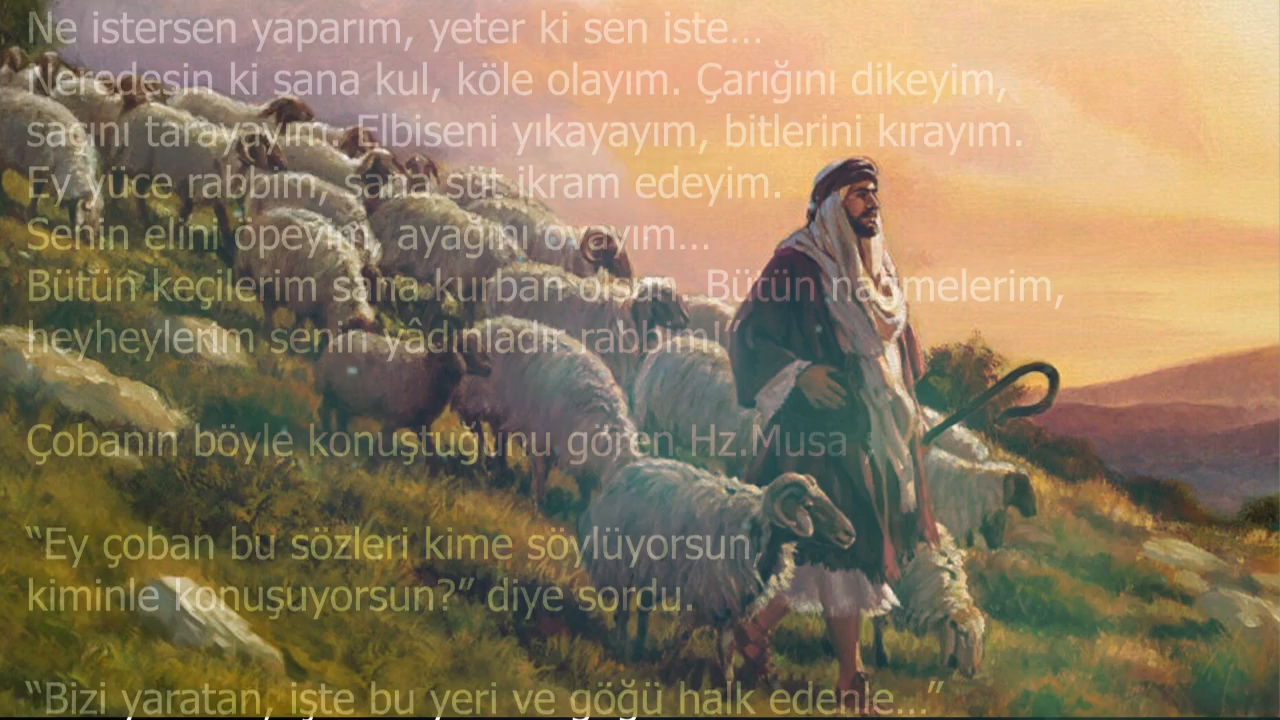 Ne istersen yaparım, yeter ki sen iste...
Neredesin ki sana kul, köle olayım. Çarığını dikeyim,
saçını tarayayım. Elbiseni yıkayayım, bitlerini kırayım.
Ey yüce rabbim, sana süt ikram edeyim.
Senin elini öpeyim, ayağını ovayım...
Bütün keçilerim sana kurban olsun. Bütün nağmelerim,
heyheylerim senin yâdınladır rabbim!
Çobanın böyle konuştuğunu gören Hz.Musa
“Ey çoban bu sözleri kime söylüyorsun,
kiminle konuşuyorsun?” diye sordu.
“Bizi yaratan, işte bu yeri ve göğü halk edenle...”